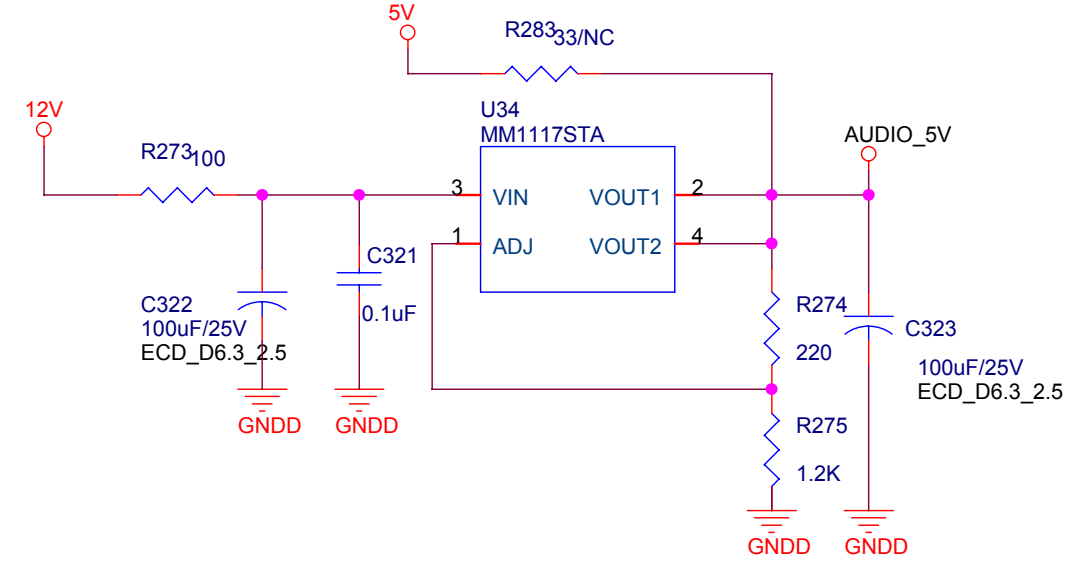 5V
R283
33/NC
12V
U34
MM1117STA
AUDIO_5V
R273
100
3
VIN
VOUT1
2
1
ADJ
VOUT2
4
C321
0.1uF
C322
100uF/25V
ECD_D6.3_2.5
R274
220
C323
100uF/25V
ECD_D6.3_2.5
GNDD
GNDD
R275
1.2K
GNDD
GNDD